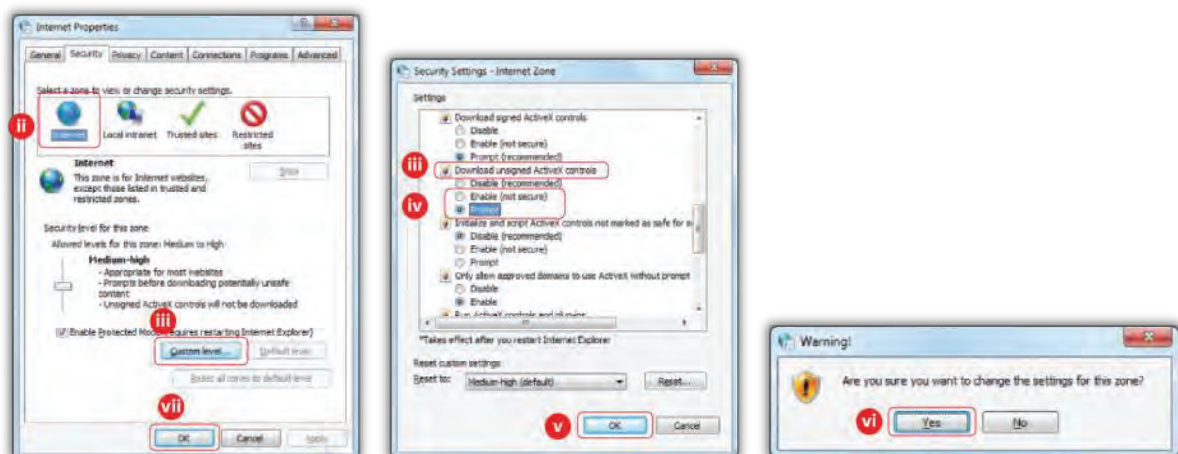 Internet Properties
General Security Privacy Content Connections Programs Advanced
Select a zone to view or change security settings.
ii
Internet Local intranet Trusted sites Restricted
sites
Internet
This zone is for Internet websites,
except those listed in trusted and
restricted zones.
Sites
Security level for this zone
Allowed levels for this zone: Medium to High
Medium-high
- Appropriate for most websites
- Prompts before downloading potentially unsafe
content
- Unsigned ActiveX controls will not be downloaded
iii
Enable Protected Mode requires restarting Internet Explorer)
Custom level... Default level
Reset all zones to default level
vii
OK Cancel Apply
Security Settings - Internet Zone
Settings
Download signed ActiveX controls
Disable
Enable (not secure)
Prompt (recommended)
iii Download unsigned ActiveX controls
Disable (recommended)
Enable (not secure)
iv
Prompt
Initialize and script ActiveX controls not marked as safe for s
Disable (recommended)
Enable (not secure)
Prompt
Only allow approved domains to use ActiveX without prompt
Disable
Enable
Run ActiveX controls and plug-ins
*Takes effect after you restart Internet Explorer
Reset custom settings
Reset to: Medium-high (default) Reset...
v OK Cancel
Warning!
Are you sure you want to change the settings for this zone?
vi Yes No